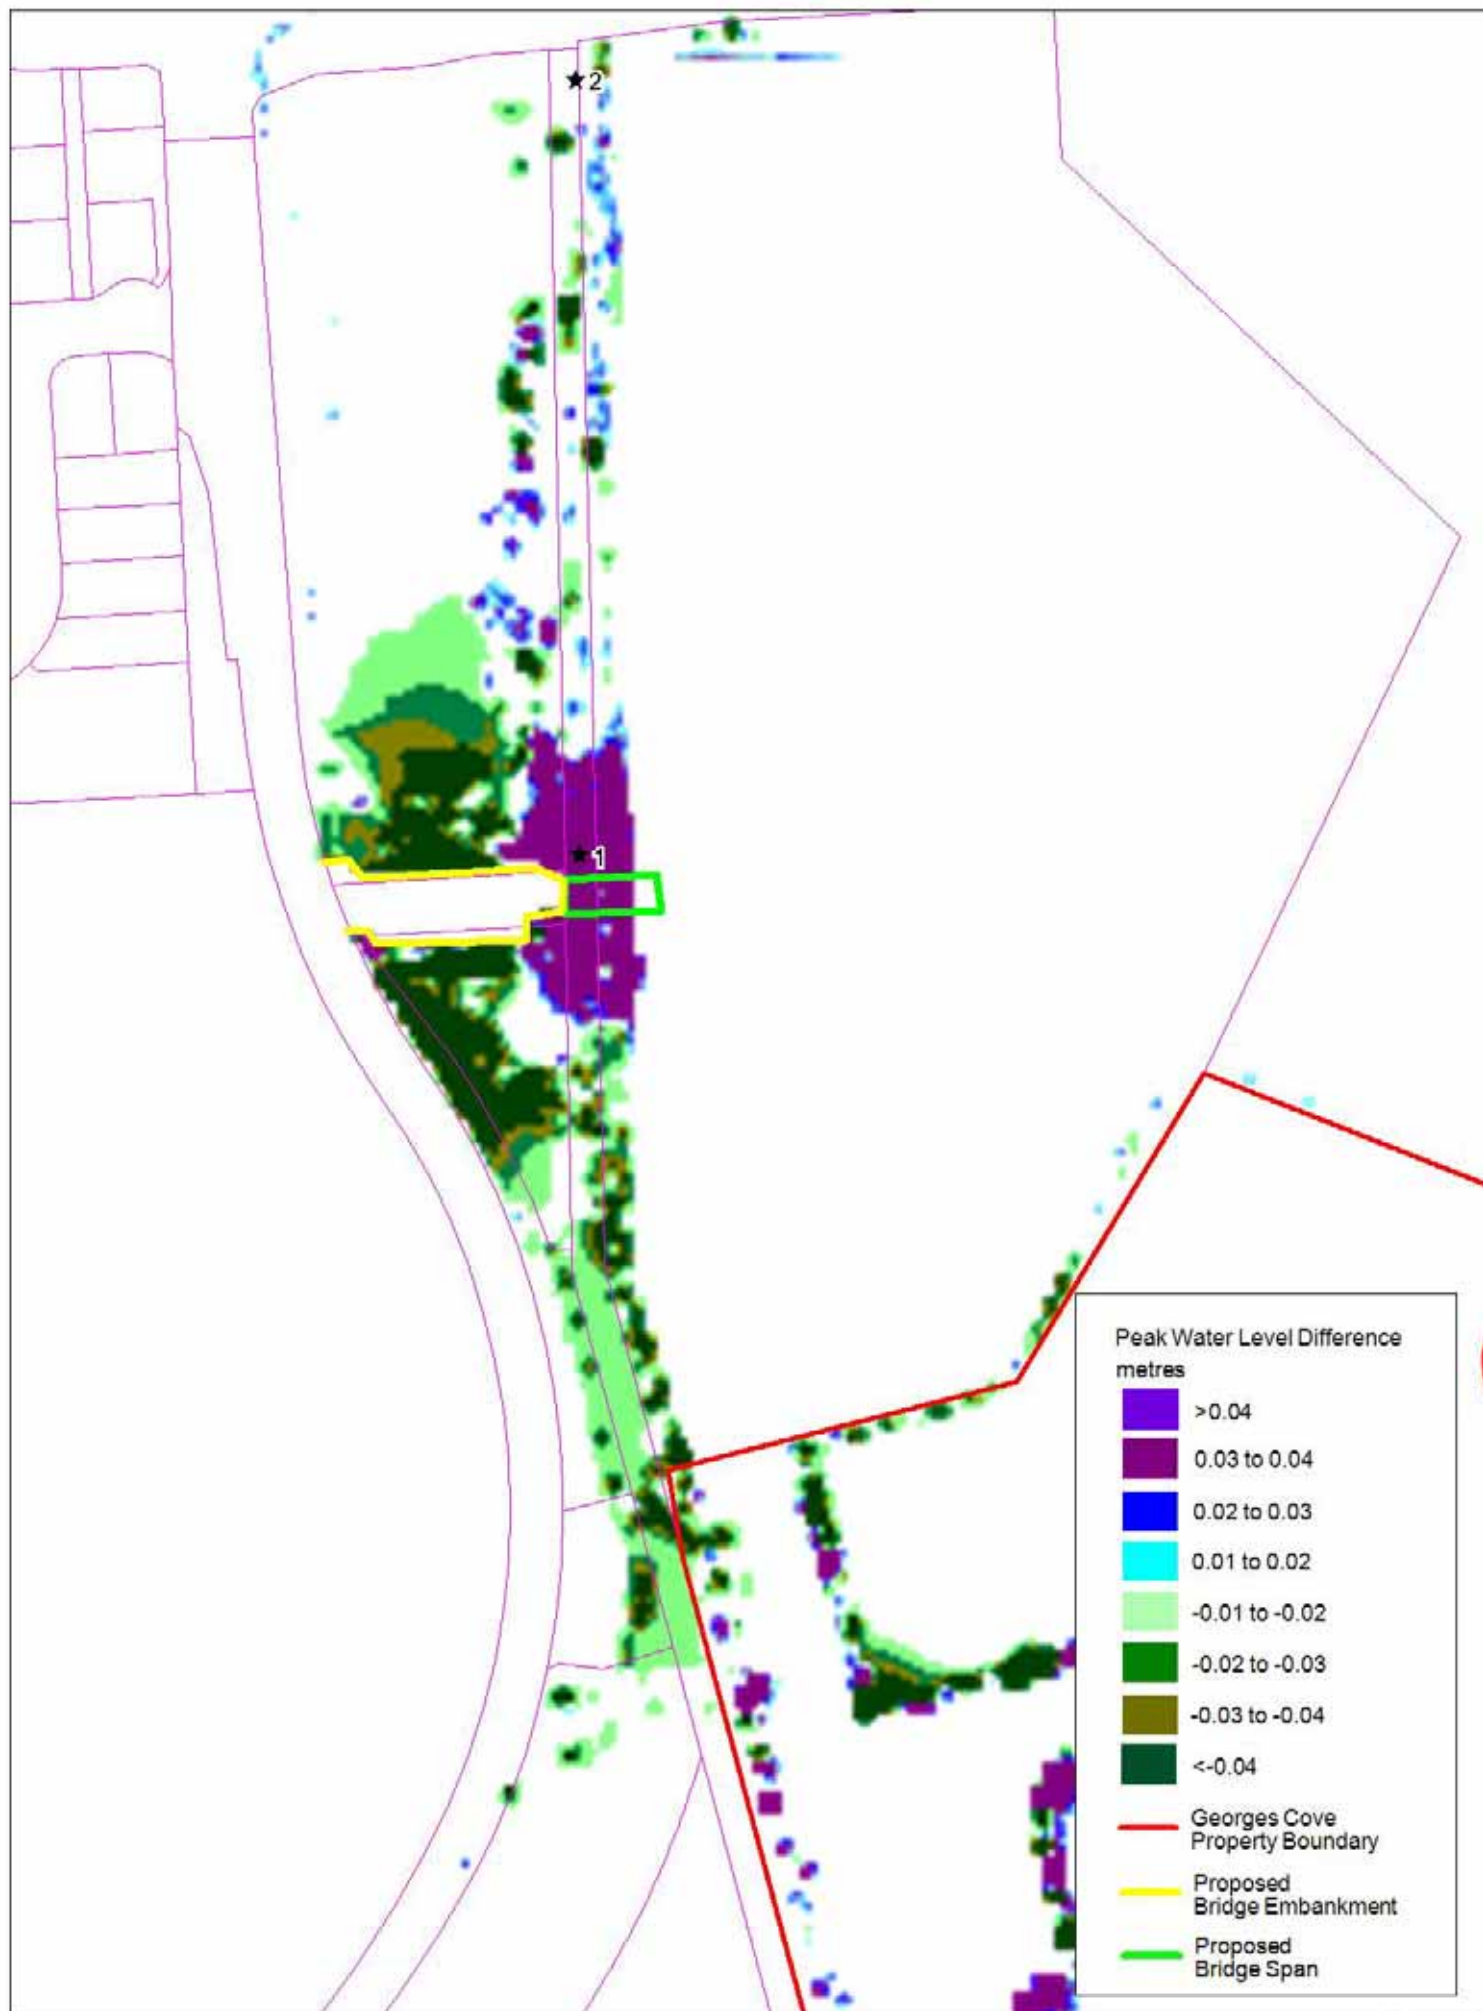 2
1
Peak Water Level Difference
metres
>0.04
0.03 to 0.04
0.02 to 0.03
0.01 to 0.02
-0.01 to -0.02
-0.02 to -0.03
-0.03 to -0.04
<-0.04
Georges Cove
Property Boundary
Proposed
Bridge Embankment
Proposed
Bridge Span